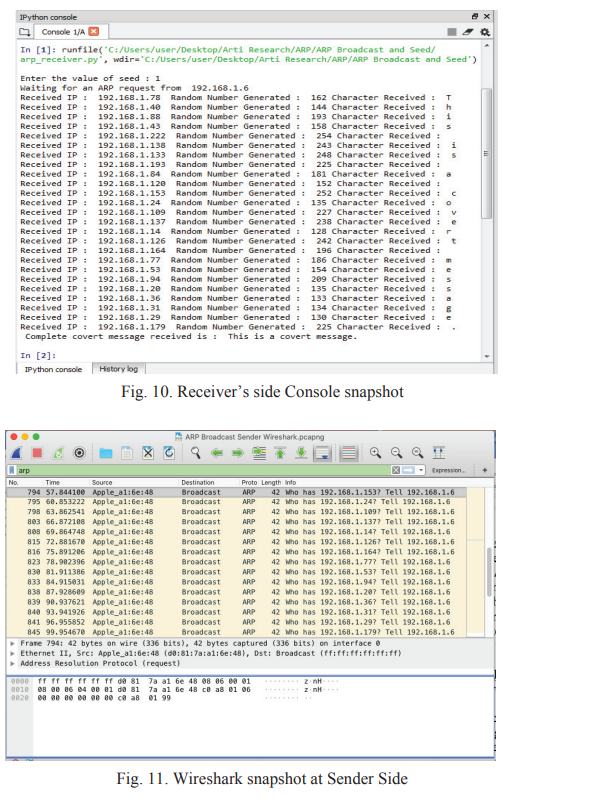 IPython console
Console 1/A
In [1]: runfile('C:/Users/user/Desktop/Arti Research/ARP/ARP Broadcast and Seed/
arp_receiver.py', wdir='C:/Users/user/Desktop/Arti Research/ARP/ARP Broadcast and Seed')
Enter the value of seed : 1
Waiting for an ARP request from  192.168.1.6
Received IP :  192.168.1.78  Random Number Generated :  162 Character Received :  T
Received IP :  192.168.1.40  Random Number Generated :  144 Character Received :  h
Received IP :  192.168.1.88  Random Number Generated :  193 Character Received :  i
Received IP :  192.168.1.43  Random Number Generated :  158 Character Received :  s
Received IP :  192.168.1.222  Random Number Generated :  254 Character Received :
Received IP :  192.168.1.138  Random Number Generated :  243 Character Received :  i
Received IP :  192.168.1.133  Random Number Generated :  248 Character Received :  s
Received IP :  192.168.1.193  Random Number Generated :  225 Character Received :
Received IP :  192.168.1.84  Random Number Generated :  181 Character Received :  a
Received IP :  192.168.1.120  Random Number Generated :  152 Character Received :
Received IP :  192.168.1.153  Random Number Generated :  252 Character Received :  c
Received IP :  192.168.1.24  Random Number Generated :  135 Character Received :  o
Received IP :  192.168.1.109  Random Number Generated :  227 Character Received :  v
Received IP :  192.168.1.137  Random Number Generated :  238 Character Received :  e
Received IP :  192.168.1.14  Random Number Generated :  128 Character Received :  r
Received IP :  192.168.1.126  Random Number Generated :  242 Character Received :  t
Received IP :  192.168.1.164  Random Number Generated :  196 Character Received :
Received IP :  192.168.1.77  Random Number Generated :  186 Character Received :  m
Received IP :  192.168.1.53  Random Number Generated :  154 Character Received :  e
Received IP :  192.168.1.94  Random Number Generated :  209 Character Received :  s
Received IP :  192.168.1.20  Random Number Generated :  135 Character Received :  s
Received IP :  192.168.1.36  Random Number Generated :  133 Character Received :  a
Received IP :  192.168.1.31  Random Number Generated :  134 Character Received :  g
Received IP :  192.168.1.29  Random Number Generated :  130 Character Received :  e
Received IP :  192.168.1.179  Random Number Generated :  225 Character Received :  .
Complete covert message received is :  This is a covert message.
In [2]:
IPython console History log
Fig. 10. Receiver's side Console snapshot
ARP Broadcast Sender Wireshark.pcapng
arp Expression... +
No. Time Source Destination Proto Length Info
794 57.844100 Apple_a1:6e:48 Broadcast ARP 42 Who has 192.168.1.153? Tell 192.168.1.6
795 60.853222 Apple_a1:6e:48 Broadcast ARP 42 Who has 192.168.1.24? Tell 192.168.1.6
798 63.862541 Apple_a1:6e:48 Broadcast ARP 42 Who has 192.168.1.109? Tell 192.168.1.6
803 66.872108 Apple_a1:6e:48 Broadcast ARP 42 Who has 192.168.1.137? Tell 192.168.1.6
808 69.864748 Apple_a1:6e:48 Broadcast ARP 42 Who has 192.168.1.14? Tell 192.168.1.6
815 72.881670 Apple_a1:6e:48 Broadcast ARP 42 Who has 192.168.1.126? Tell 192.168.1.6
816 75.891206 Apple_a1:6e:48 Broadcast ARP 42 Who has 192.168.1.164? Tell 192.168.1.6
823 78.902396 Apple_a1:6e:48 Broadcast ARP 42 Who has 192.168.1.77? Tell 192.168.1.6
830 81.911386 Apple_a1:6e:48 Broadcast ARP 42 Who has 192.168.1.53? Tell 192.168.1.6
833 84.915031 Apple_a1:6e:48 Broadcast ARP 42 Who has 192.168.1.94? Tell 192.168.1.6
838 87.928609 Apple_a1:6e:48 Broadcast ARP 42 Who has 192.168.1.20? Tell 192.168.1.6
839 90.937621 Apple_a1:6e:48 Broadcast ARP 42 Who has 192.168.1.36? Tell 192.168.1.6
840 93.941926 Apple_a1:6e:48 Broadcast ARP 42 Who has 192.168.1.31? Tell 192.168.1.6
841 96.955852 Apple_a1:6e:48 Broadcast ARP 42 Who has 192.168.1.29? Tell 192.168.1.6
845 99.954670 Apple_a1:6e:48 Broadcast ARP 42 Who has 192.168.1.179? Tell 192.168.1.6
Frame 794: 42 bytes on wire (336 bits), 42 bytes captured (336 bits) on interface 0
Ethernet II, Src: Apple_a1:6e:48 (d0:81:7a:a1:6e:48), Dst: Broadcast (ff:ff:ff:ff:ff:ff)
Address Resolution Protocol (request)
0000 ff ff ff ff ff ff d0 81 7a a1 6e 48 08 06 00 01 ········ z·nH····
0010 08 00 06 04 00 01 d0 81 7a a1 6e 48 c0 a8 01 06 ········ z·nH····
0020 00 00 00 00 00 00 c0 a8 01 99 ········ ··
Fig. 11. Wireshark snapshot at Sender Side